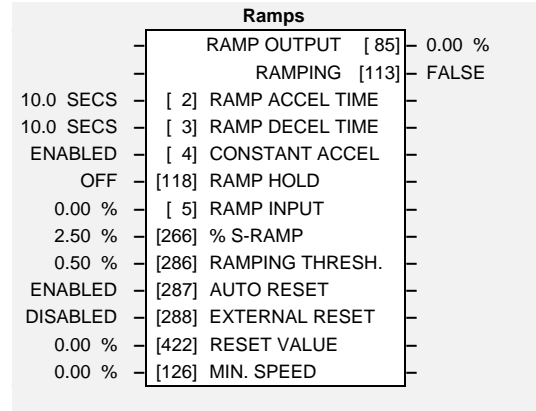 Ramps
RAMP OUTPUT [ 85] – 0.00 %
RAMPING [113] – FALSE
10.0 SECS – [ 2] RAMP ACCEL TIME –
10.0 SECS – [ 3] RAMP DECEL TIME –
ENABLED – [ 4] CONSTANT ACCEL –
OFF – [118] RAMP HOLD –
0.00 % – [ 5] RAMP INPUT –
2.50 % – [266] % S-RAMP –
0.50 % – [286] RAMPING THRESH. –
ENABLED – [287] AUTO RESET –
DISABLED – [288] EXTERNAL RESET –
0.00 % – [422] RESET VALUE –
0.00 % – [126] MIN. SPEED –